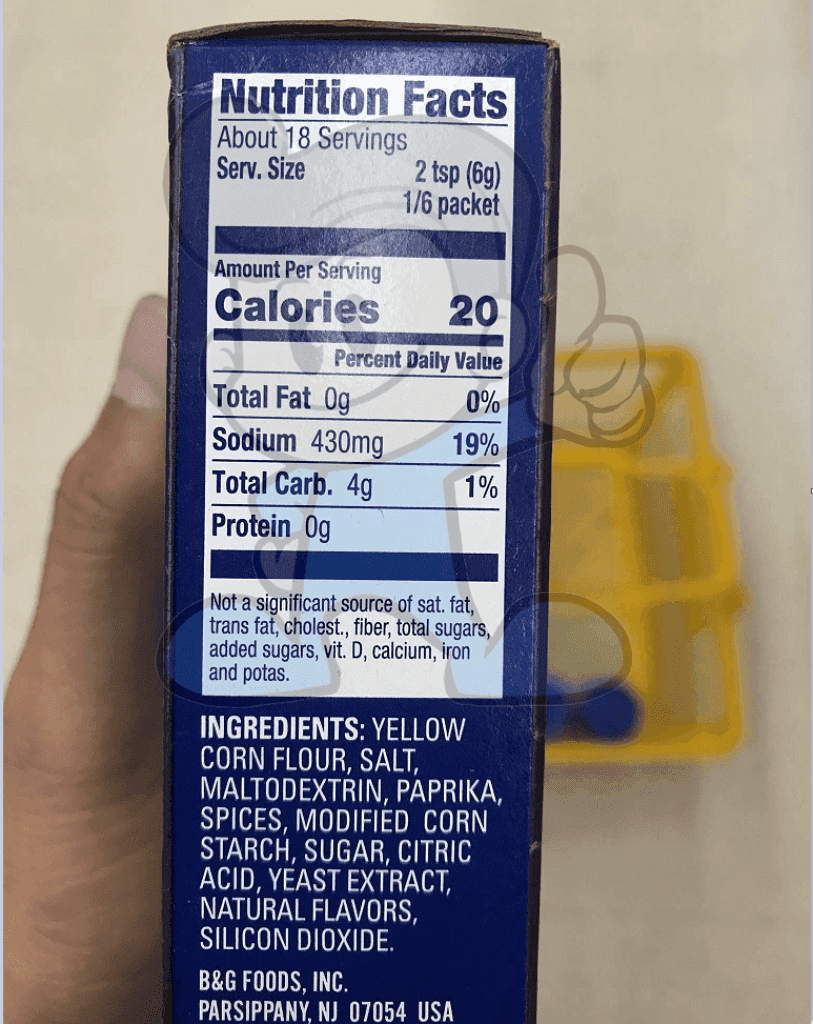 Nutrition Facts
About 18 Servings
Serv. Size 2 tsp (6g)
1/6 packet
Amount Per Serving
Calories 20
Percent Daily Value
Total Fat 0g 0%
Sodium 430mg 19%
Total Carb. 4g 1%
Protein 0g
Not a significant source of sat. fat,
trans fat, cholest., fiber, total sugars,
added sugars, vit. D, calcium, iron
and potas.
INGREDIENTS: YELLOW
CORN FLOUR, SALT,
MALTODEXTRIN, PAPRIKA,
SPICES, MODIFIED CORN
STARCH, SUGAR, CITRIC
ACID, YEAST EXTRACT,
NATURAL FLAVORS,
SILICON DIOXIDE.
B&G FOODS, INC.
PARSIPPANY, NJ 07054 USA